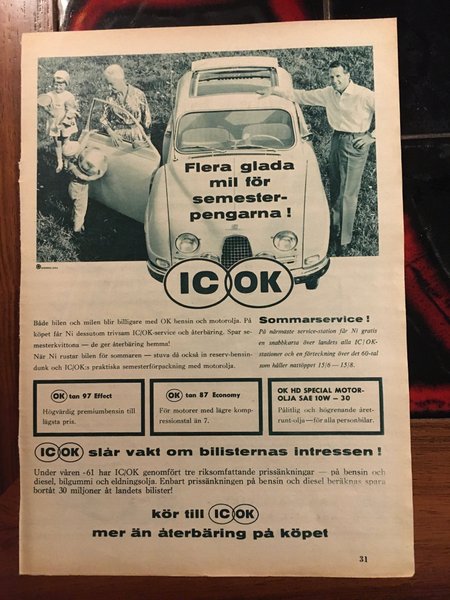 Flera glada
mil för
semester-
pengarna !
IC OK
Både bilen och milen blir billigare med OK bensin och motorolja. På
köpet får Ni dessutom trivsam IC/OK-service och återbäring. Spar se-
mesterkvittona — de ger återbäring hemma!
När Ni rustar bilen för sommaren – stuva då också in reserv-bensin-
dunk och IC/OK:s praktiska semesterförpackning med motorolja.
Sommarservice !
På närmaste service-station får Ni gratis
en snabbkarta över landets alla IC/OK-
stationer och en förteckning över det 60-tal
som håller nattöppet 15/6 — 15/8.
OK tan 97 Effect
Högvärdig premiumbensin till
lägsta pris.
OK tan 87 Economy
För motorer med lägre kom-
pressionstal än 7.
OK HD SPECIAL MOTOR-
OLJA SAE 10W — 30
Pålitlig och högrenande året-
runt-olja—för alla personbilar.
IC OK slår vakt om bilisternas intressen !
Under våren -61 har IC/OK genomfört tre riksomfattande prissänkningar — på bensin och
diesel, bilgummi och eldningsolja. Enbart prissänkningen på bensin och diesel beräknas spara
bortåt 30 miljoner åt landets bilister!
kör till IC OK
mer än återbäring på köpet
31